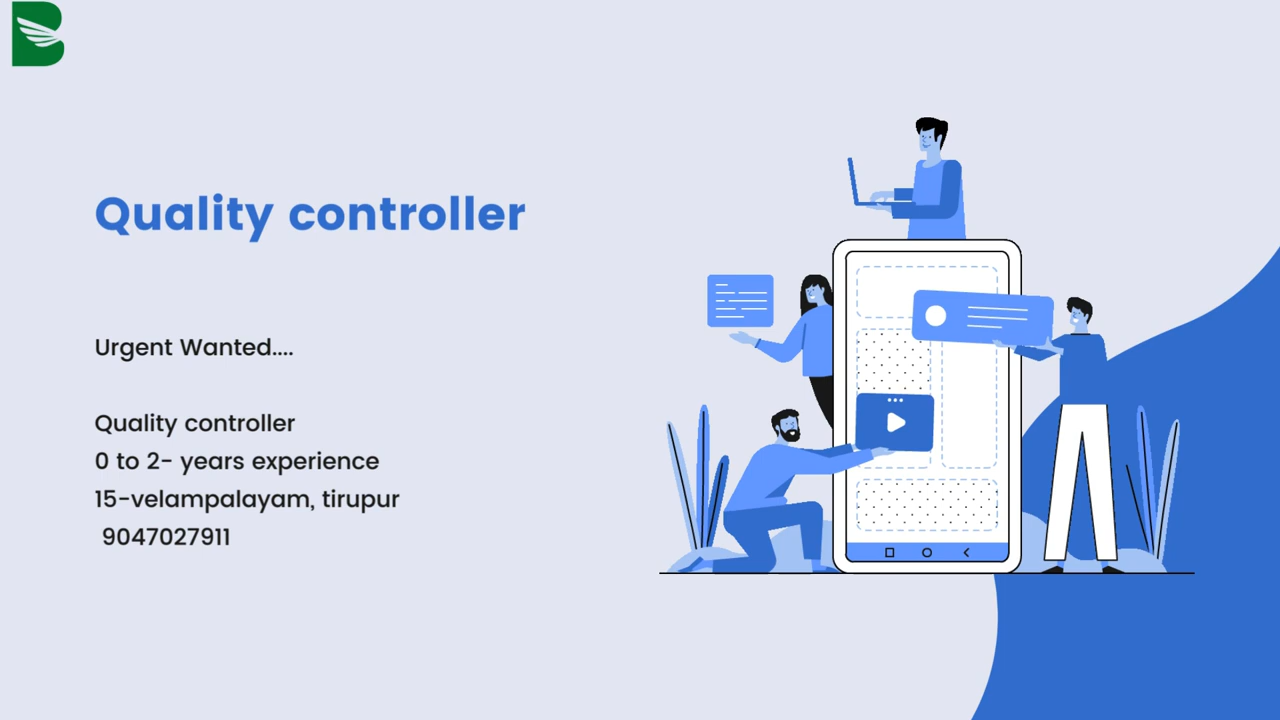 Quality controller
Urgent Wanted....
Quality controller
0 to 2- years experience
15-velampalayam, tirupur
9047027911